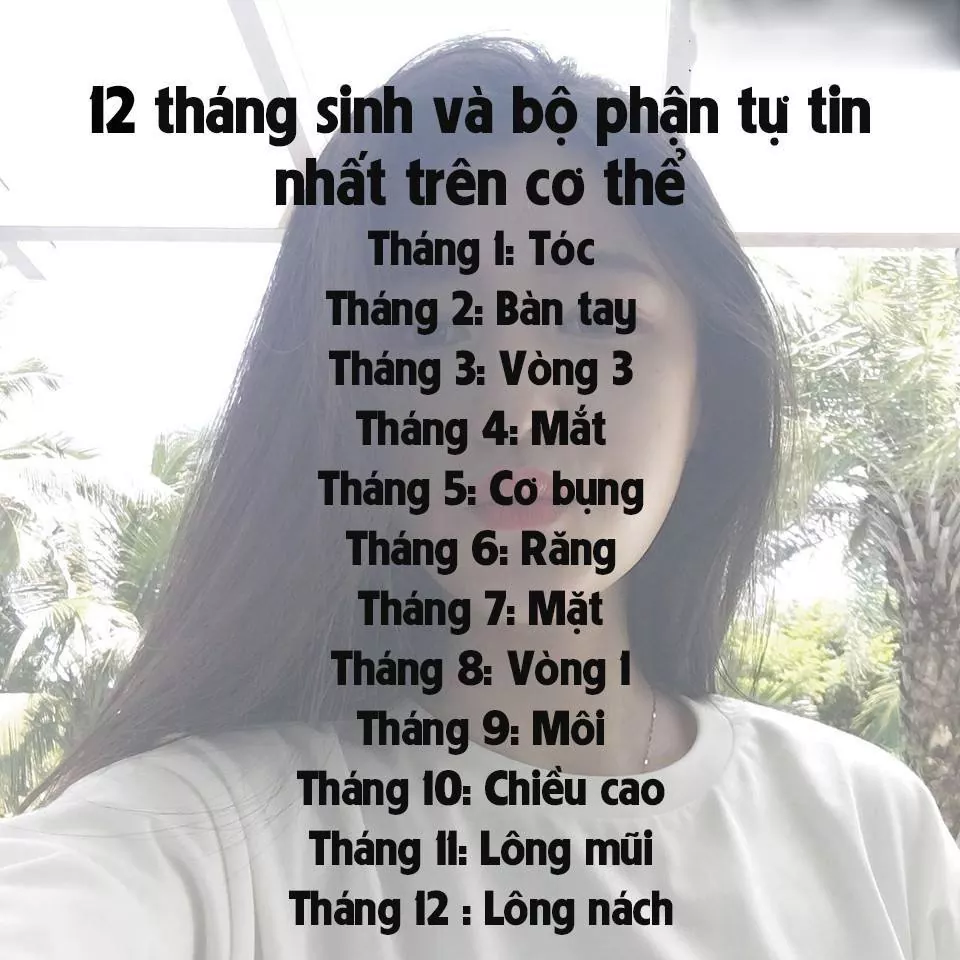 12 tháng sinh và bộ phận tự tin
nhất trên cơ thể
Tháng 1: Tóc
Tháng 2: Bàn tay
Tháng 3: Vòng 3
Tháng 4: Mắt
Tháng 5: Cơ bụng
Tháng 6: Răng
Tháng 7: Mặt
Tháng 8: Vòng 1
Tháng 9: Môi
Tháng 10: Chiều cao
Tháng 11: Lông mũi
Tháng 12 : Lông nách